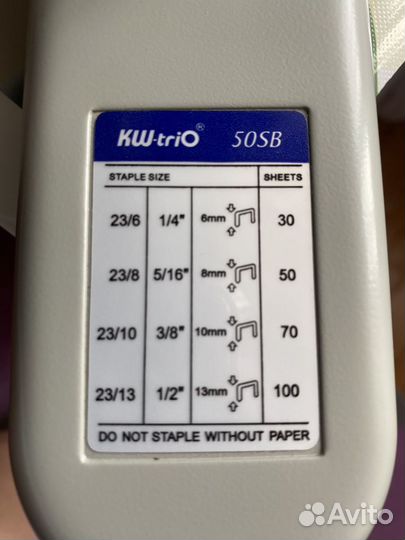 KW-triO® 50SB
STAPLE SIZE SHEETS
23/6 1/4" 6mm 30
23/8 5/16" 8mm 50
23/10 3/8" 10mm 70
23/13 1/2" 13mm 100
DO NOT STAPLE WITHOUT PAPER
Avito